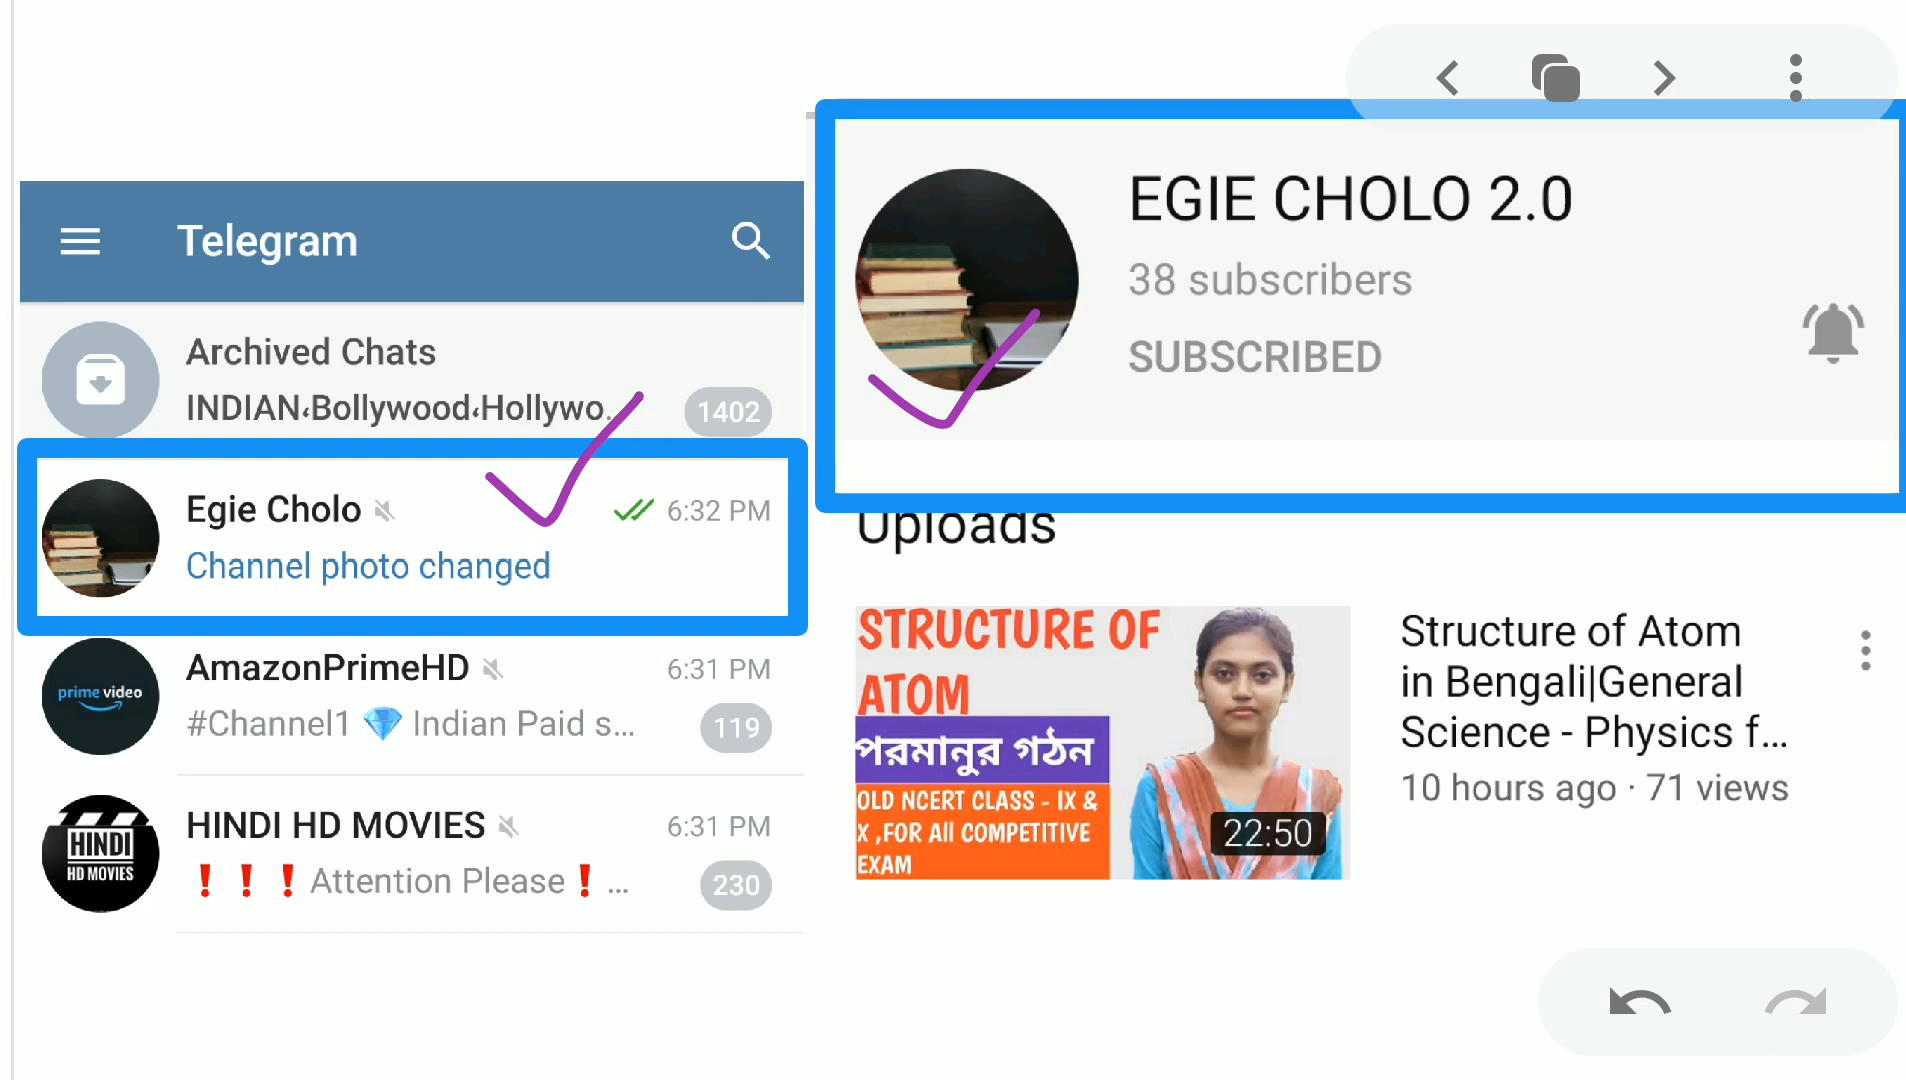 Telegram
Archived Chats
INDIAN،Bollywood،Hollywo...
1402
Egie Cholo
6:32 PM
Channel photo changed
prime video
AmazonPrimeHD
6:31 PM
#Channel1 💎 Indian Paid s...
119
HINDI
HD MOVIES
HINDI HD MOVIES
6:31 PM
❗❗❗Attention Please❗...
230
EGIE CHOLO 2.0
38 subscribers
SUBSCRIBED
Uploads
STRUCTURE OF
ATOM
পরমানুর গঠন
OLD NCERT CLASS - IX &
X ,FOR All COMPETITIVE
EXAM
22:50
Structure of Atom
in Bengali|General
Science - Physics f...
10 hours ago · 71 views